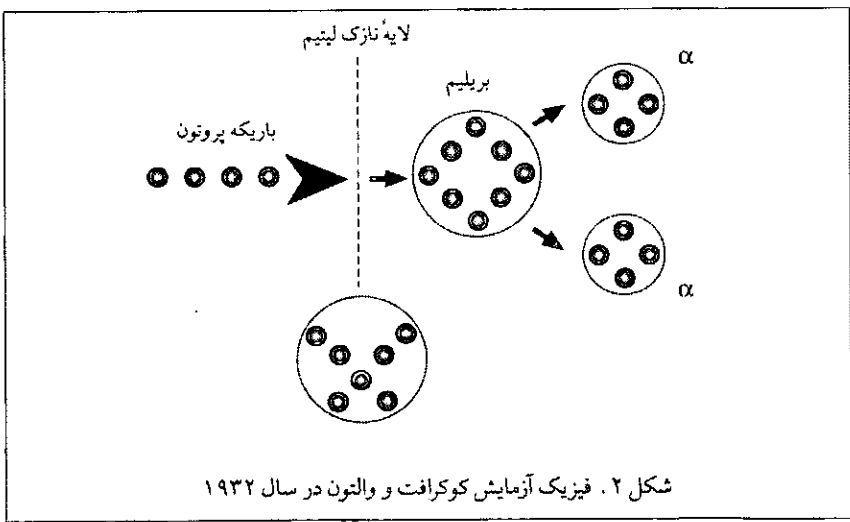 لایهٔ نازک لیتیم
α
بریلیم
باریکه پروتون
α
شکل ۲ . فیزیک آزمایش کوکرافت و والتون در سال ۱۹۳۲